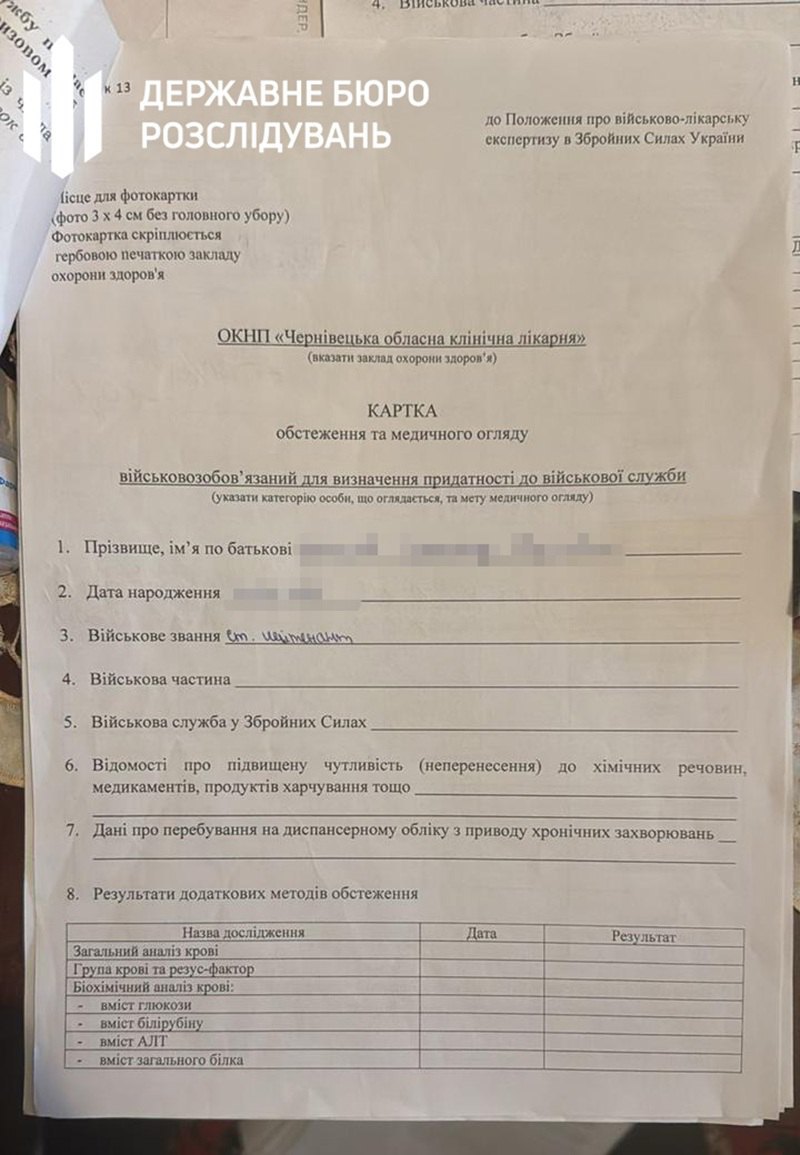 4. Військова частина
ДЕРЖАВНЕ БЮРО
РОЗСЛІДУВАНЬ
к 13
до Положення про військово-лікарську
експертизу в Збройних Силах України
Місце для фотокартки
(фото 3 х 4 см без головного убору)
Фотокартка скріплюється
гербовою печаткою закладу
охорони здоров'я
ОКНП «Чернівецька обласна клінічна лікарня»
(вказати заклад охорони здоров'я)
КАРТКА
обстеження та медичного огляду
військовозобов'язаний для визначення придатності до військової служби
(указати категорію особи, що оглядається, та мету медичного огляду)
1. Прізвище, ім'я по батькові
2. Дата народження
3. Військове звання ст. лейтенант
4. Військова частина
5. Військова служба у Збройних Силах
6. Відомості про підвищену чутливість (неперенесення) до хімічних речовин,
медикаментів, продуктів харчування тощо
7. Дані про перебування на диспансерному обліку з приводу хронічних захворювань
8. Результати додаткових методів обстеження
Назва дослідження Дата Результат
Загальний аналіз крові
Група крові та резус-фактор
Біохімічний аналіз крові:
- вміст глюкози
- вміст білірубіну
- вміст АЛТ
- вміст загального білка